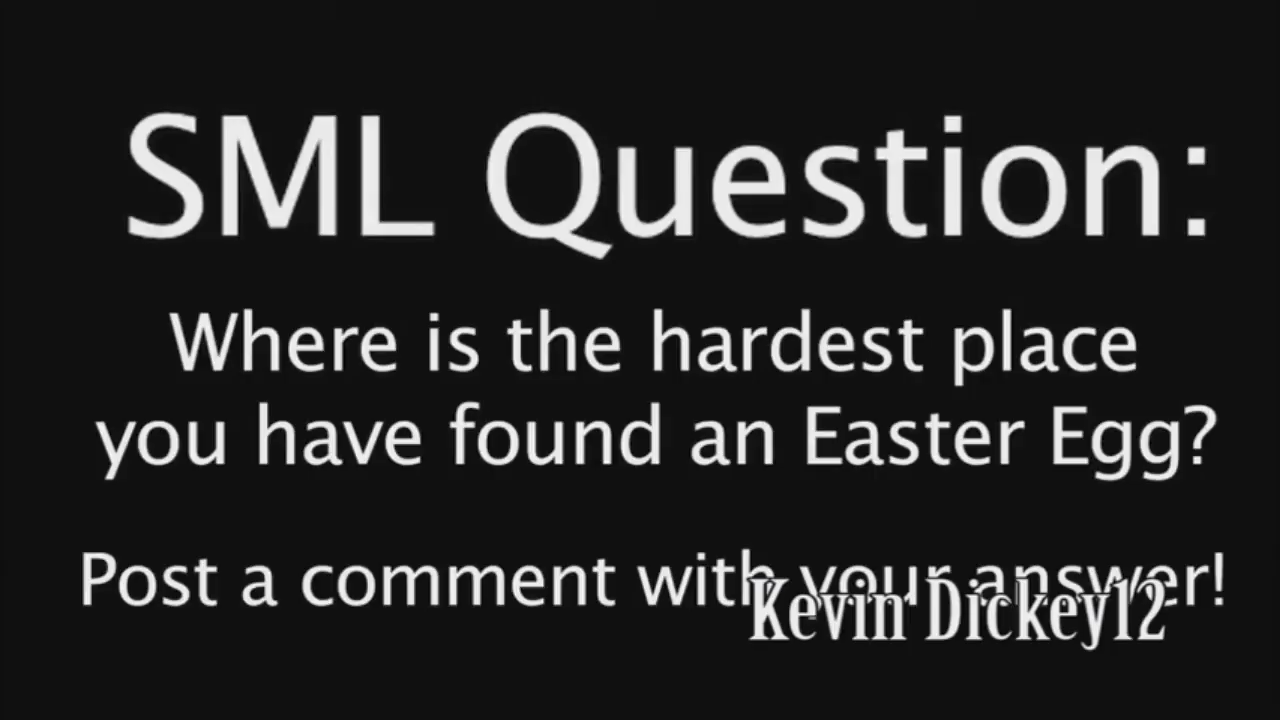 SML Question:
Where is the hardest place
you have found an Easter Egg?
Post a comment with your answer!
Kevin Dickey12